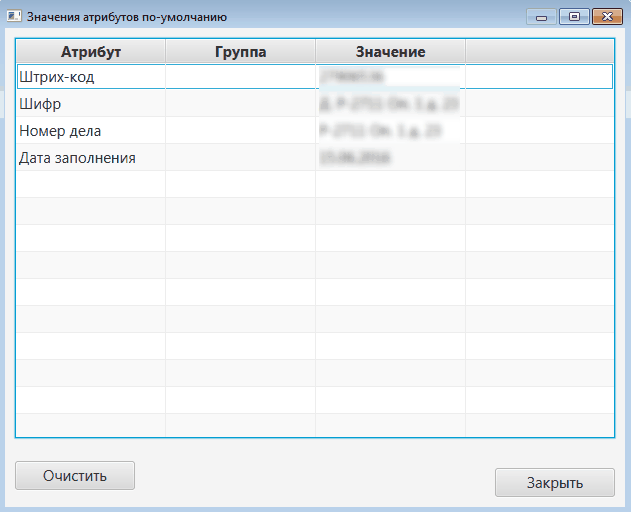 Значения атрибутов по-умолчанию
Атрибут Группа Значение
Штрих-код
Шифр
Номер дела
Дата заполнения
Очистить
Закрыть